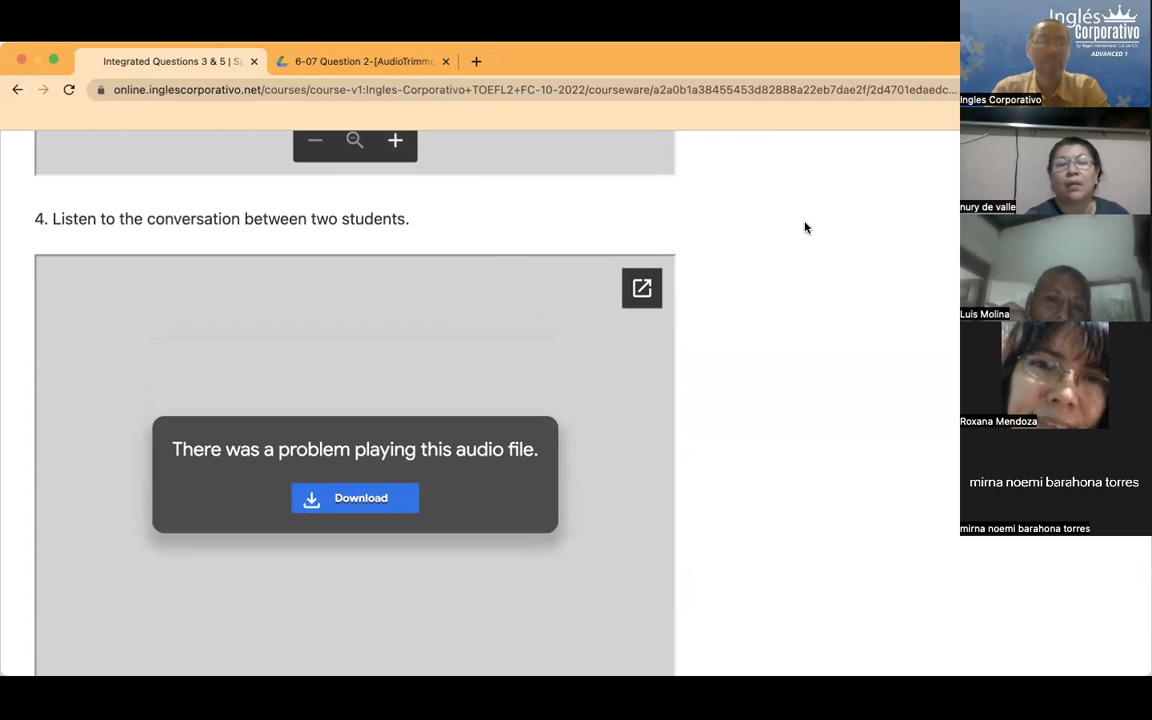 Integrated Questions 3 & 5 | Sp
6-07 Question 2-[AudioTrimme
online.inglescorporativo.net/courses/course-v1:Ingles-Corporativo+TOEFL2+FC-10-2022/courseware/a2a0b1a38455453d82888a22eb7dae2f/2d4701edaedc...
4. Listen to the conversation between two students.
There was a problem playing this audio file.
Download
Inglés
Corporativo
ADVANCED 1
Ingles Corporativo
nury de valle
Luis Molina
Roxana Mendoza
mirna noemi barahona torres
mirna noemi barahona torres